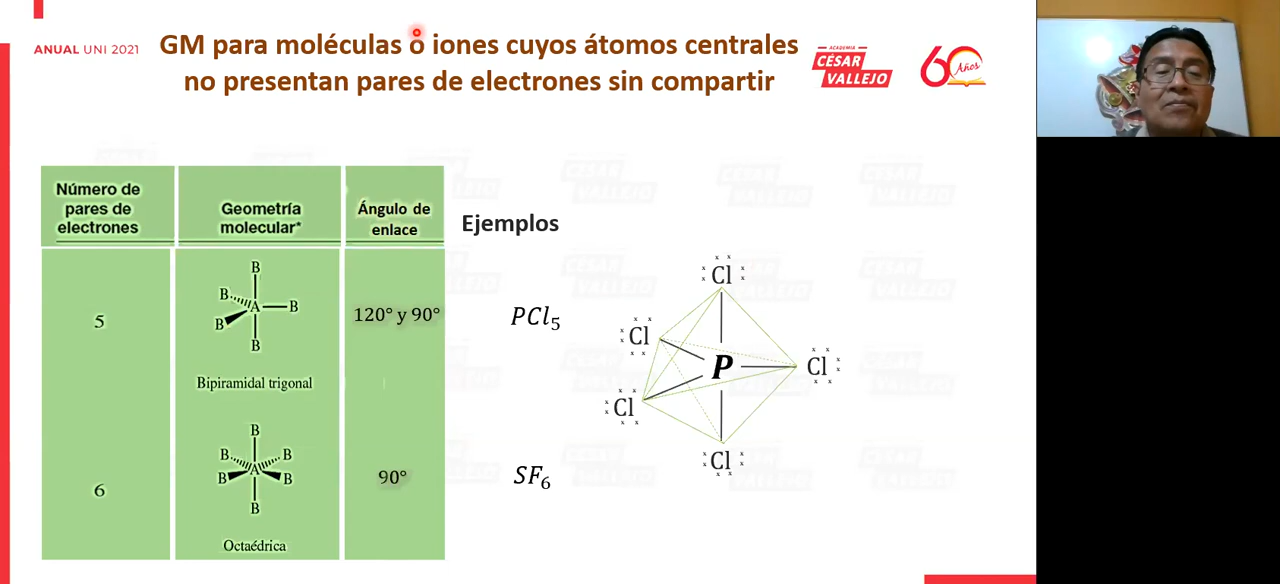 ANUAL UNI 2021
GM para moléculas o iones cuyos átomos centrales
no presentan pares de electrones sin compartir
ACADEMIA
CÉSAR
VALLEJO
60 Años
Número de
pares de
electrones
Geometría
molecular*
Ángulo de
enlace
Ejemplos
5
B
B
A
B
B
B
Bipiramidal trigonal
120° y 90°
PCl₅
Cl
Cl
P
Cl
Cl
Cl
6
B
B
B
A
B
B
B
Octaédrica
90°
SF₆